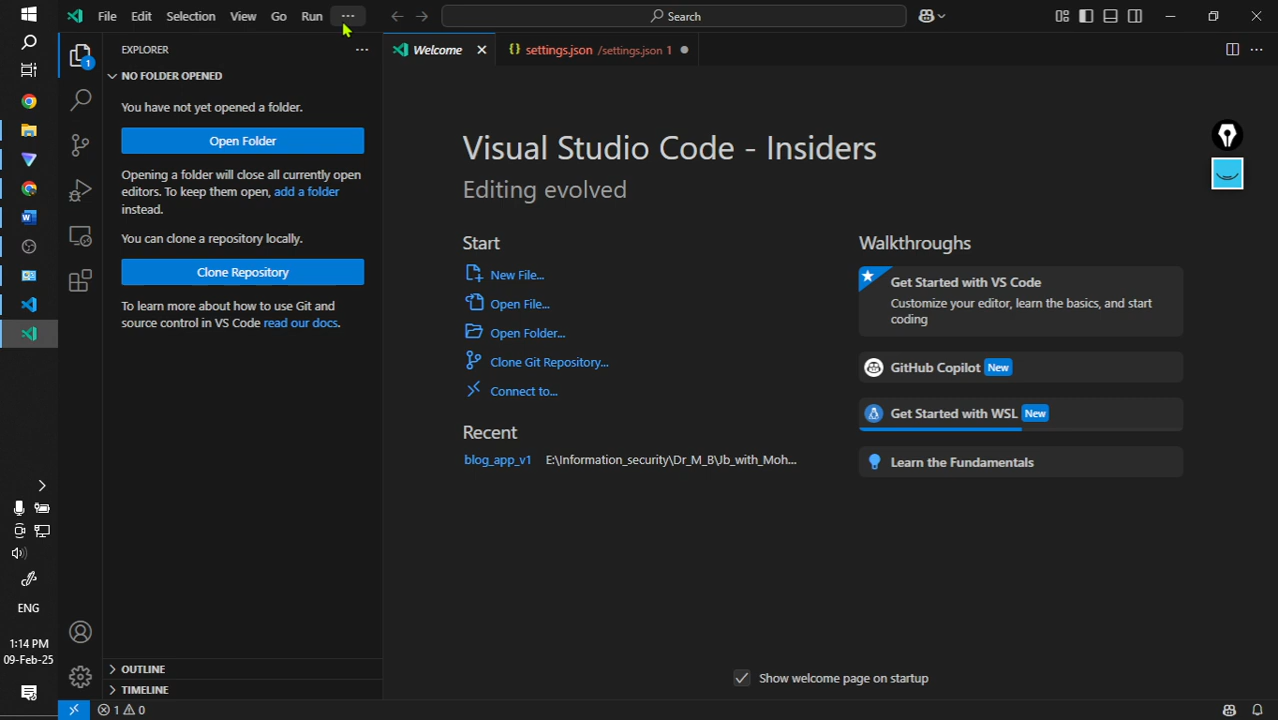 File Edit Selection View Go Run ...
Search
EXPLORER
Welcome
settings.json /settings.json 1
1
NO FOLDER OPENED
You have not yet opened a folder.
Open Folder
Opening a folder will close all currently open
editors. To keep them open, add a folder
instead.
You can clone a repository locally.
Clone Repository
To learn more about how to use Git and
source control in VS Code read our docs.
Visual Studio Code - Insiders
Editing evolved
Start
New File...
Open File...
Open Folder...
Clone Git Repository...
Connect to...
Recent
blog_app_v1 E:\Information_security\Dr_M_B\Jb_with_Moh...
Walkthroughs
Get Started with VS Code
Customize your editor, learn the basics, and start
coding
GitHub Copilot New
Get Started with WSL New
Learn the Fundamentals
Show welcome page on startup
OUTLINE
TIMELINE
1 0
ENG
1:14 PM
09-Feb-25